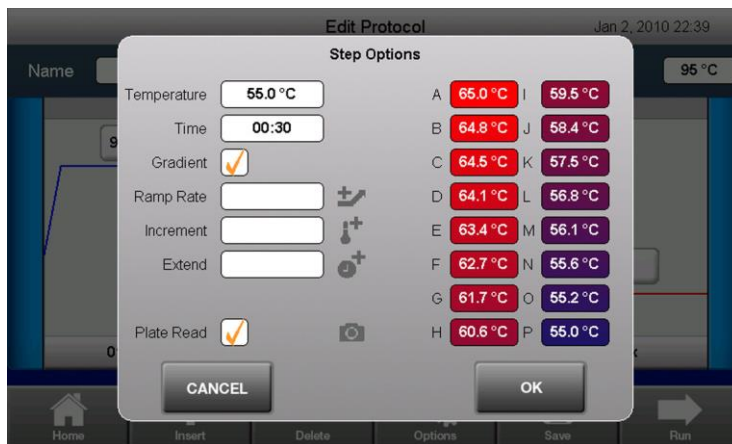 Edit Protocol
Jan 2, 2010 22:39
Name
95 °C
Step Options
Temperature 55.0 °C
Time 00:30
Gradient
Ramp Rate
Increment
Extend
Plate Read
A 65.0 °C I 59.5 °C
B 64.8 °C J 58.4 °C
C 64.5 °C K 57.5 °C
D 64.1 °C L 56.8 °C
E 63.4 °C M 56.1 °C
F 62.7 °C N 55.6 °C
G 61.7 °C O 55.2 °C
H 60.6 °C P 55.0 °C
9
0
CANCEL
OK
Home
Insert
Delete
Options
Save
Run